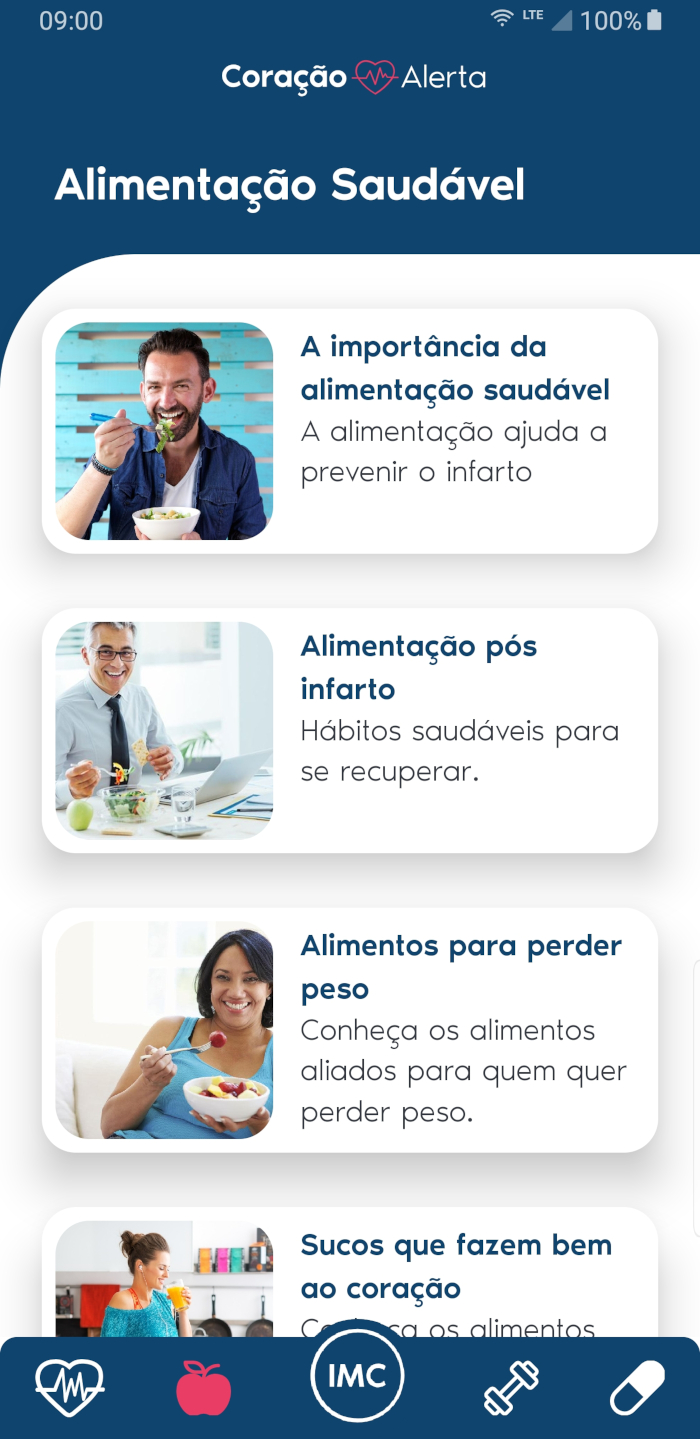 09:00
LTE
100%
Coração Alerta
Alimentação Saudável
A importância da
alimentação saudável
A alimentação ajuda a
prevenir o infarto
Alimentação pós
infarto
Hábitos saudáveis para
se recuperar.
Alimentos para perder
peso
Conheça os alimentos
aliados para quem quer
perder peso.
Sucos que fazem bem
ao coração
os alimentos
IMC